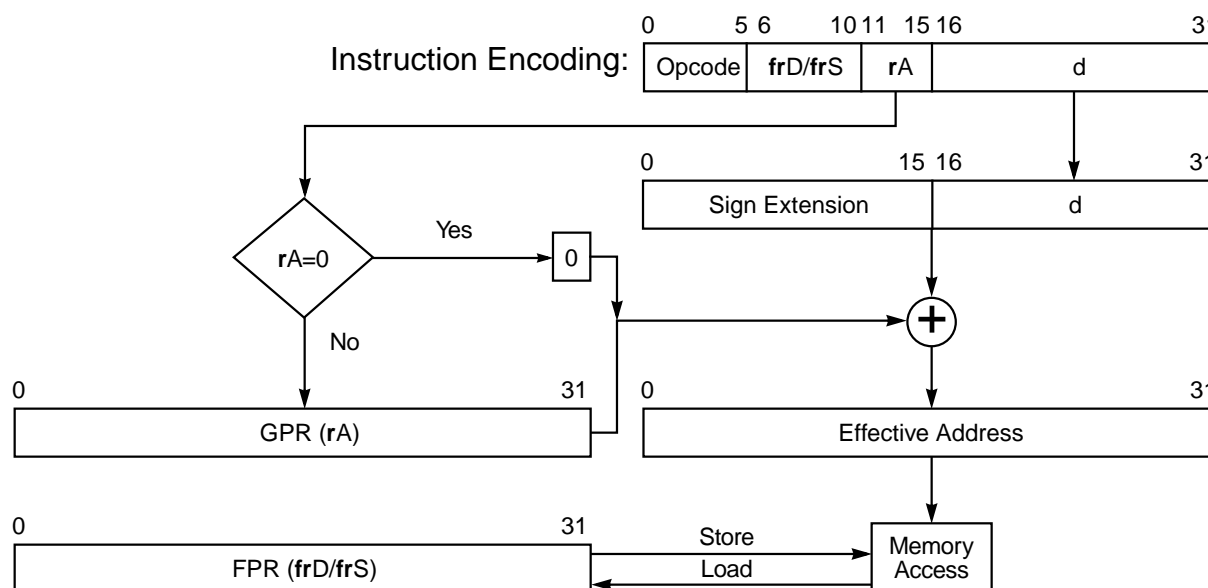 0 5 6 10 11 15 16 31
Instruction Encoding: Opcode frD/frS rA d
0 15 16 31
Sign Extension d
Yes
rA=0 0
+
No
0 31 0 31
GPR (rA) Effective Address
0 31
Store
FPR (frD/frS) Memory
Load Access